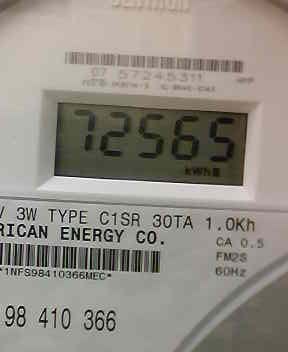 07 57245311
72565
kWh
V 3W TYPE C1SR 30TA 1.0Kh
RICAN ENERGY CO.
CA 0.5
FM2S
60Hz
*1NFS98410366MEC*
98 410 366